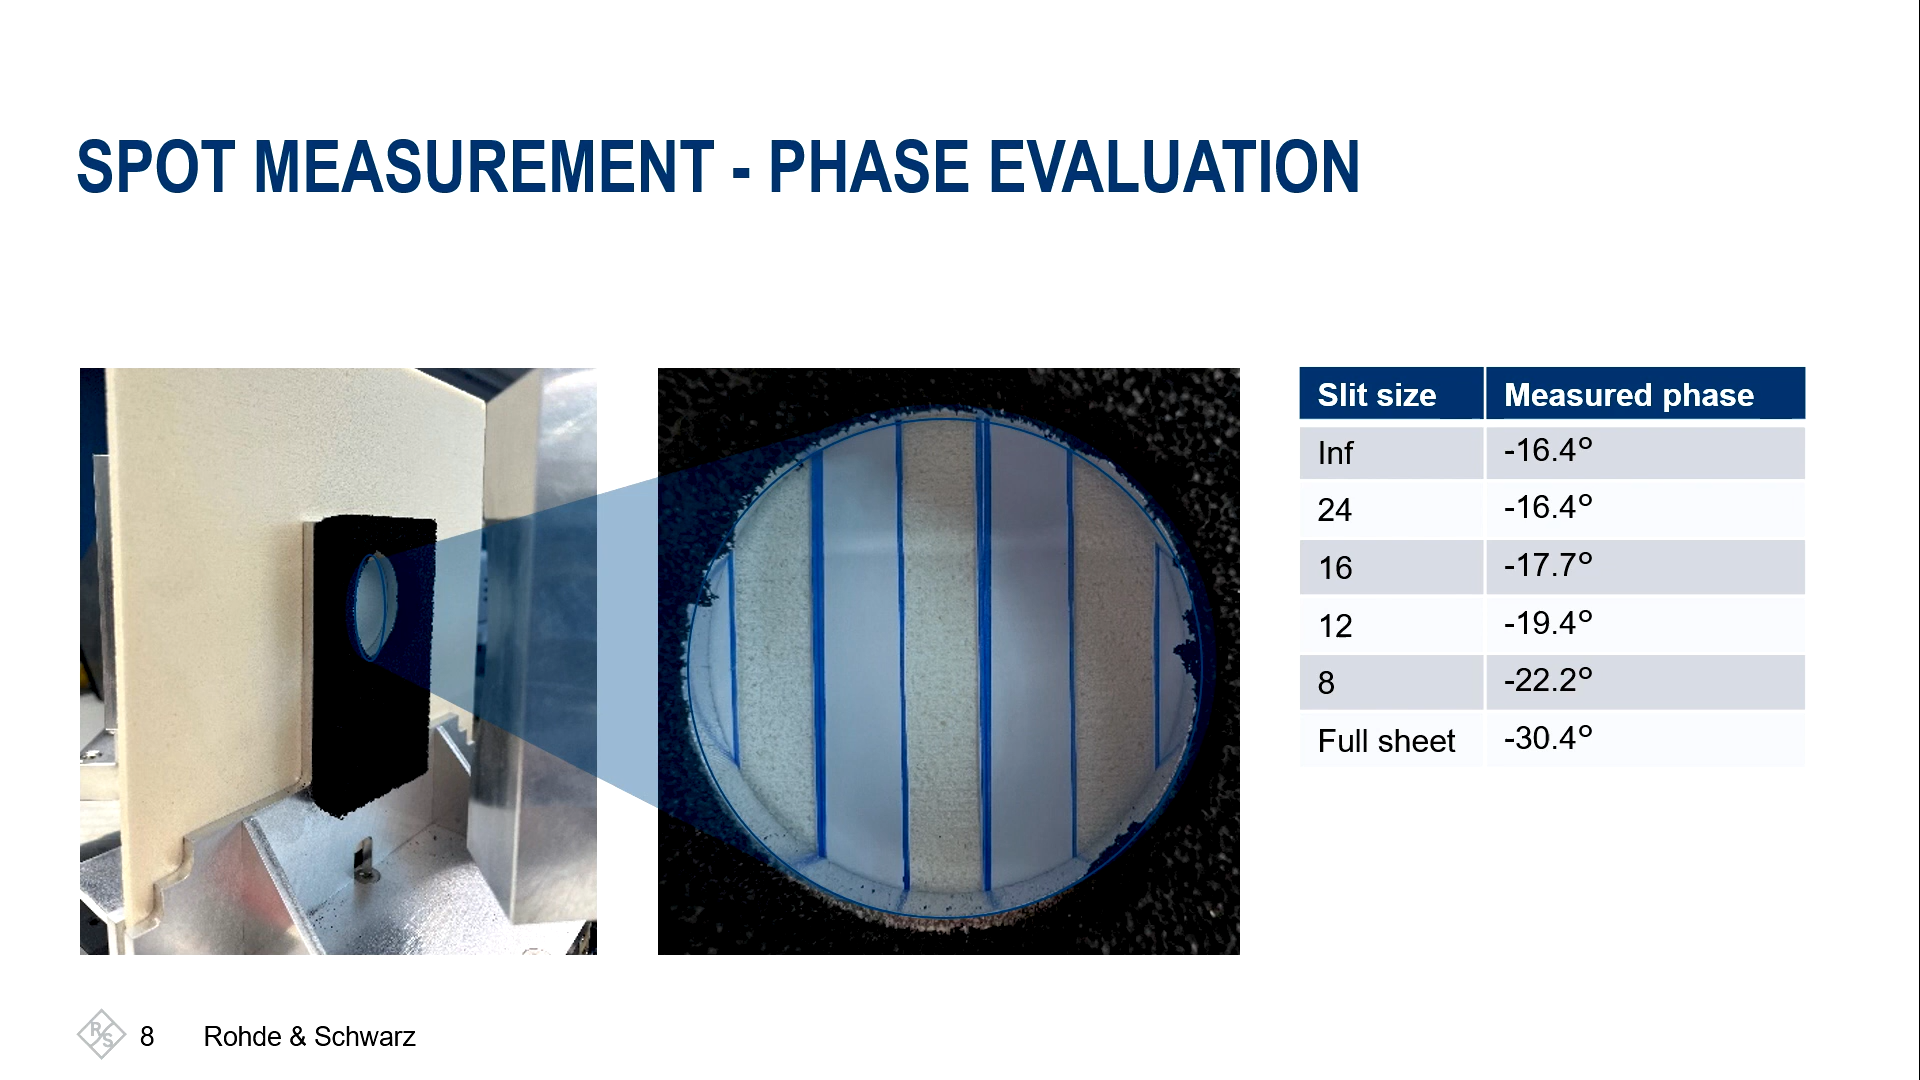 SPOT MEASUREMENT - PHASE EVALUATION
Slit size Measured phase
Inf -16.4°
24 -16.4°
16 -17.7°
12 -19.4°
8 -22.2°
Full sheet -30.4°
R/S 8 Rohde & Schwarz